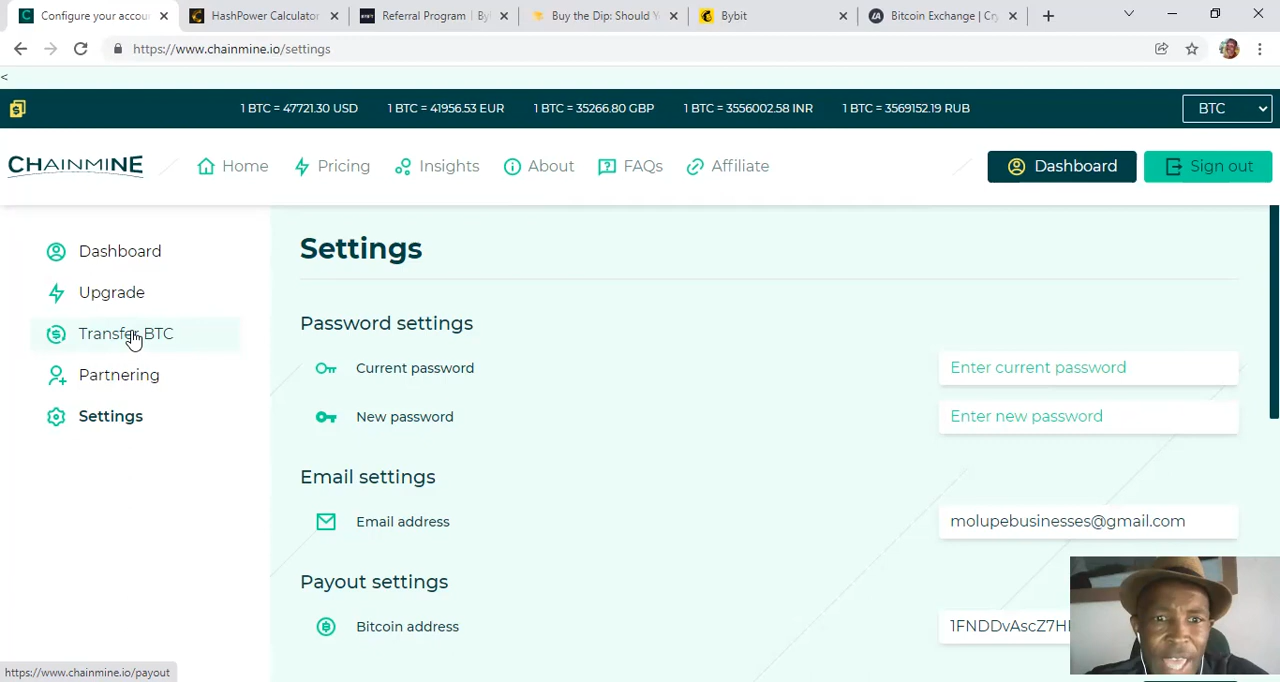 Configure your accou
HashPower Calculator
Referral Program | By
Buy the Dip: Should Y
Bybit
Bitcoin Exchange | Cry
https://www.chainmine.io/settings
<
1 BTC = 47721.30 USD 1 BTC = 41956.53 EUR 1 BTC = 35266.80 GBP 1 BTC = 3556002.58 INR 1 BTC = 3569152.19 RUB
BTC
CHAINMINE
Home Pricing Insights About FAQs Affiliate
Dashboard
Sign out
Dashboard
Upgrade
Transfer BTC
Partnering
Settings
Settings
Password settings
Current password
Enter current password
New password
Enter new password
Email settings
Email address
molupebusinesses@gmail.com
Payout settings
Bitcoin address
1FNDDvAscZ7H
https://www.chainmine.io/payout